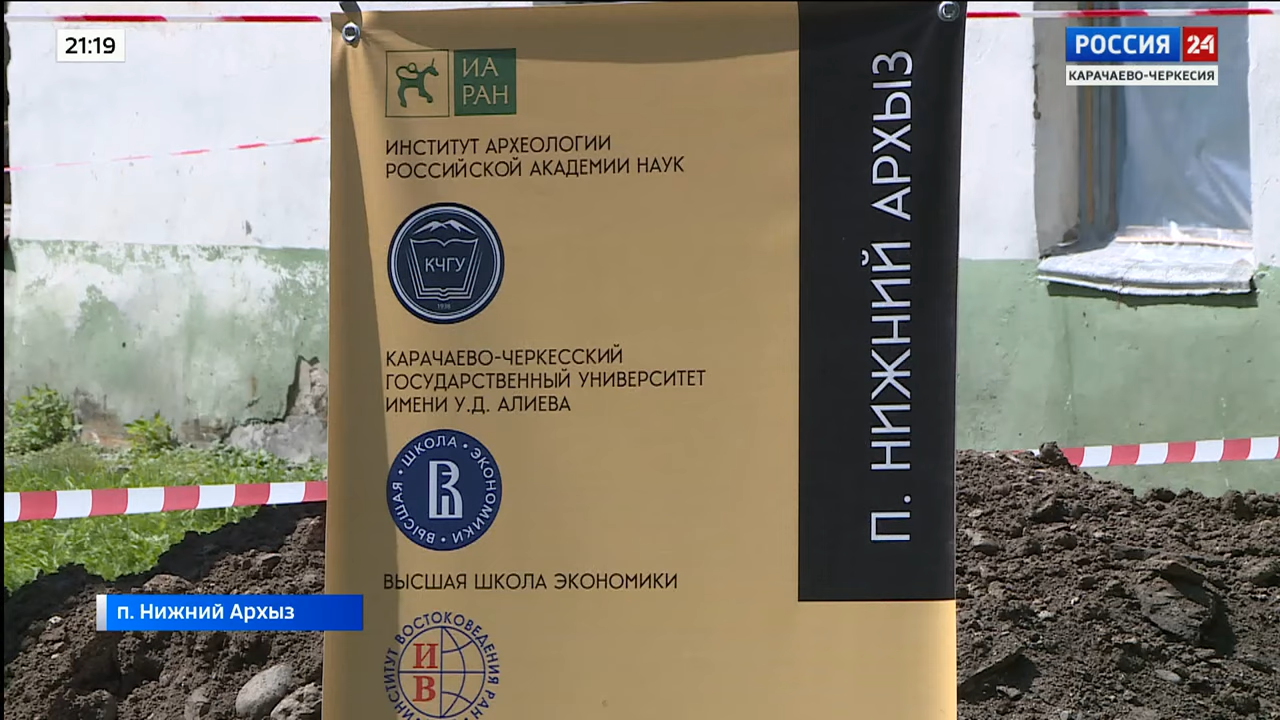 21:19
РОССИЯ 24
КАРАЧАЕВО-ЧЕРКЕСИЯ
ИА
РАН
ИНСТИТУТ АРХЕОЛОГИИ
РОССИЙСКОЙ АКАДЕМИИ НАУК
КЧГУ
1938
КАРАЧАЕВО-ЧЕРКЕССКИЙ
ГОСУДАРСТВЕННЫЙ УНИВЕРСИТЕТ
ИМЕНИ У.Д. АЛИЕВА
ВЫСШАЯ • ШКОЛА • ЭКОНОМИКИ •
ВЫСШАЯ ШКОЛА ЭКОНОМИКИ
ИНСТИТУТ ВОСТОКОВЕДЕНИЯ РАН
ИВ
П. НИЖНИЙ АРХЫЗ
п. Нижний Архыз